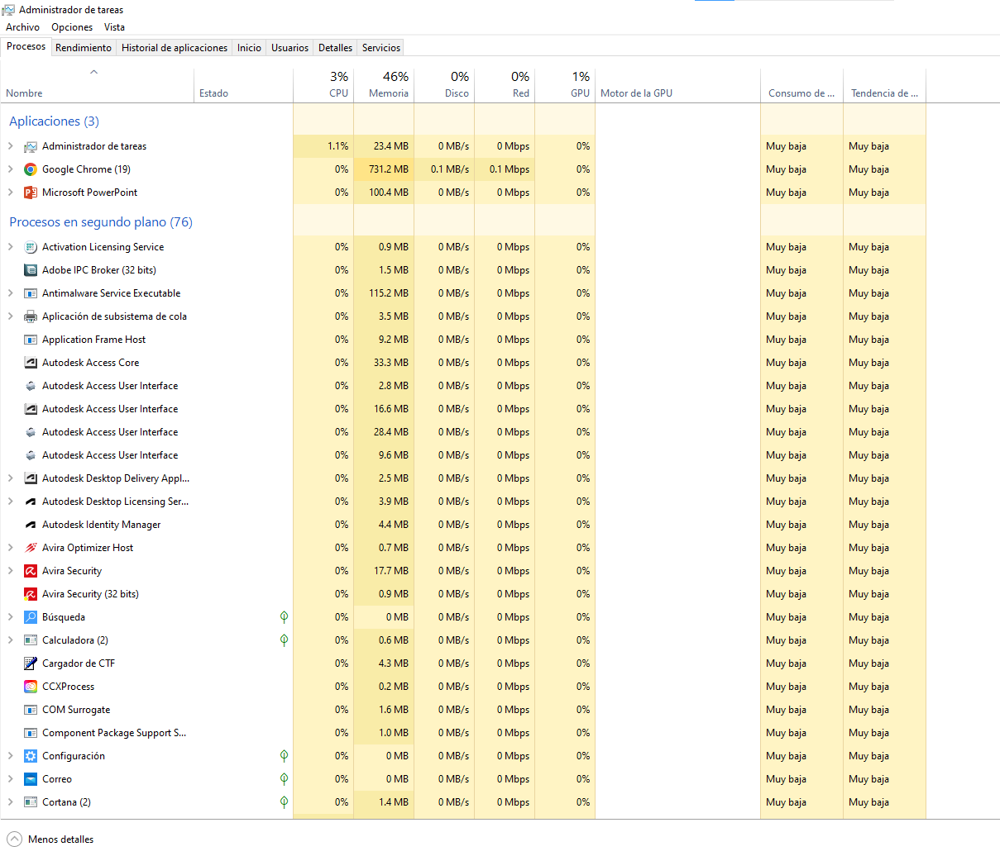 Administrador de tareas
Archivo Opciones Vista
Procesos Rendimiento Historial de aplicaciones Inicio Usuarios Detalles Servicios
3% 46% 0% 0% 1%
Nombre Estado CPU Memoria Disco Red GPU Motor de la GPU Consumo de ... Tendencia de ...
Aplicaciones (3)
Administrador de tareas 1.1% 23.4 MB 0 MB/s 0 Mbps 0% Muy baja Muy baja
Google Chrome (19) 0% 731.2 MB 0.1 MB/s 0.1 Mbps 0% Muy baja Muy baja
Microsoft PowerPoint 0% 100.4 MB 0 MB/s 0 Mbps 0% Muy baja Muy baja
Procesos en segundo plano (76)
Activation Licensing Service 0% 0.9 MB 0 MB/s 0 Mbps 0% Muy baja Muy baja
Adobe IPC Broker (32 bits) 0% 1.5 MB 0 MB/s 0 Mbps 0% Muy baja Muy baja
Antimalware Service Executable 0% 115.2 MB 0 MB/s 0 Mbps 0% Muy baja Muy baja
Aplicación de subsistema de cola 0% 3.5 MB 0 MB/s 0 Mbps 0% Muy baja Muy baja
Application Frame Host 0% 9.2 MB 0 MB/s 0 Mbps 0% Muy baja Muy baja
Autodesk Access Core 0% 33.3 MB 0 MB/s 0 Mbps 0% Muy baja Muy baja
Autodesk Access User Interface 0% 2.8 MB 0 MB/s 0 Mbps 0% Muy baja Muy baja
Autodesk Access User Interface 0% 16.6 MB 0 MB/s 0 Mbps 0% Muy baja Muy baja
Autodesk Access User Interface 0% 28.4 MB 0 MB/s 0 Mbps 0% Muy baja Muy baja
Autodesk Access User Interface 0% 9.6 MB 0 MB/s 0 Mbps 0% Muy baja Muy baja
Autodesk Desktop Delivery Appl... 0% 2.5 MB 0 MB/s 0 Mbps 0% Muy baja Muy baja
Autodesk Desktop Licensing Ser... 0% 3.9 MB 0 MB/s 0 Mbps 0% Muy baja Muy baja
Autodesk Identity Manager 0% 4.4 MB 0 MB/s 0 Mbps 0% Muy baja Muy baja
Avira Optimizer Host 0% 0.7 MB 0 MB/s 0 Mbps 0% Muy baja Muy baja
Avira Security 0% 17.7 MB 0 MB/s 0 Mbps 0% Muy baja Muy baja
Avira Security (32 bits) 0% 0.9 MB 0 MB/s 0 Mbps 0% Muy baja Muy baja
Búsqueda 0% 0 MB 0 MB/s 0 Mbps 0% Muy baja Muy baja
Calculadora (2) 0% 0.6 MB 0 MB/s 0 Mbps 0% Muy baja Muy baja
Cargador de CTF 0% 4.3 MB 0 MB/s 0 Mbps 0% Muy baja Muy baja
CCXProcess 0% 0.2 MB 0 MB/s 0 Mbps 0% Muy baja Muy baja
COM Surrogate 0% 1.6 MB 0 MB/s 0 Mbps 0% Muy baja Muy baja
Component Package Support S... 0% 1.0 MB 0 MB/s 0 Mbps 0% Muy baja Muy baja
Configuración 0% 0 MB 0 MB/s 0 Mbps 0% Muy baja Muy baja
Correo 0% 0 MB 0 MB/s 0 Mbps 0% Muy baja Muy baja
Cortana (2) 0% 1.4 MB 0 MB/s 0 Mbps 0% Muy baja Muy baja
Menos detalles